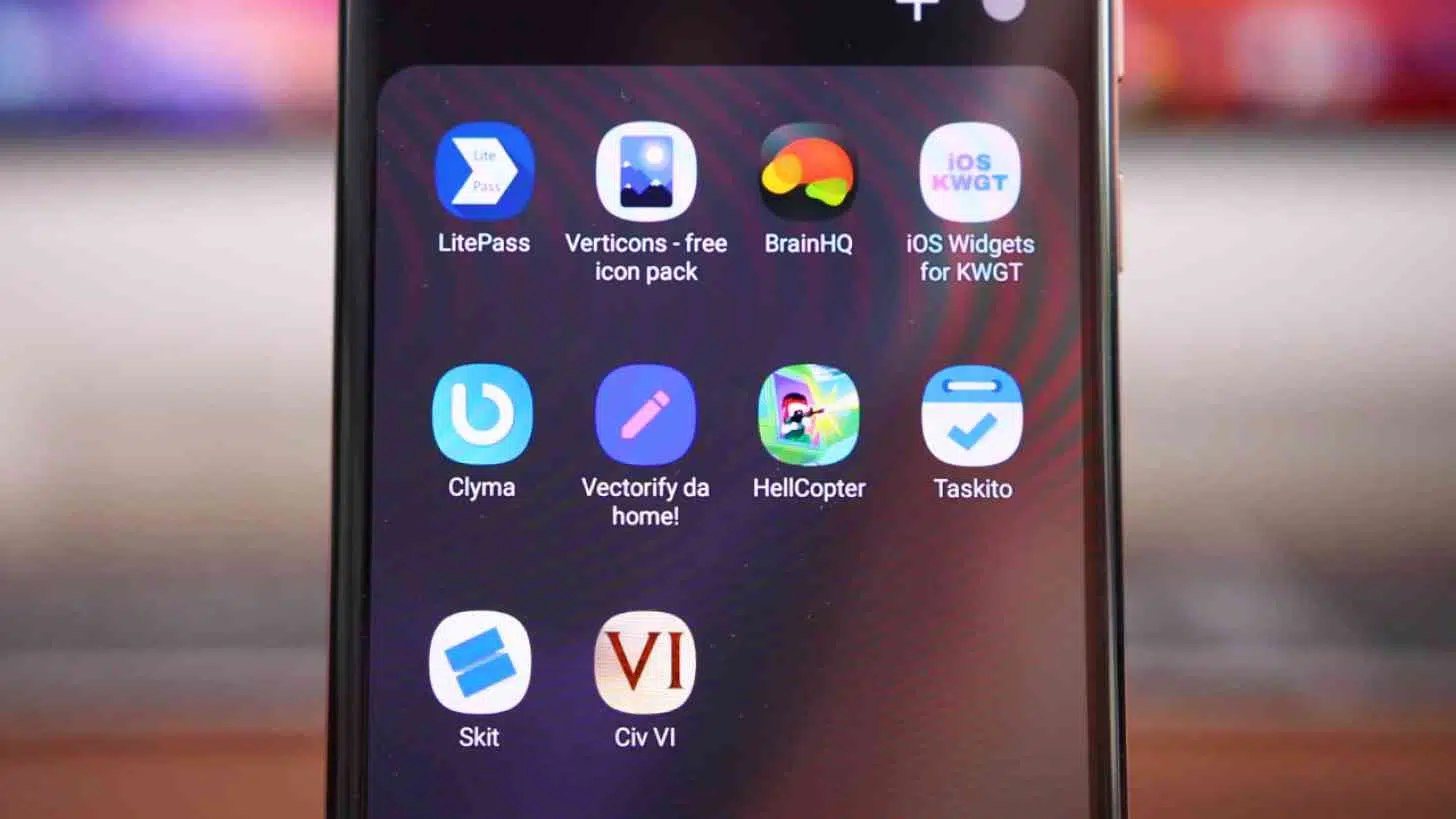 Lite
Pass
iOS
KWGT
LitePass
Verticons - free
icon pack
BrainHQ
iOS Widgets
for KWGT
Clyma
Vectorify da
home!
HellCopter
Taskito
VI
Skit
Civ VI